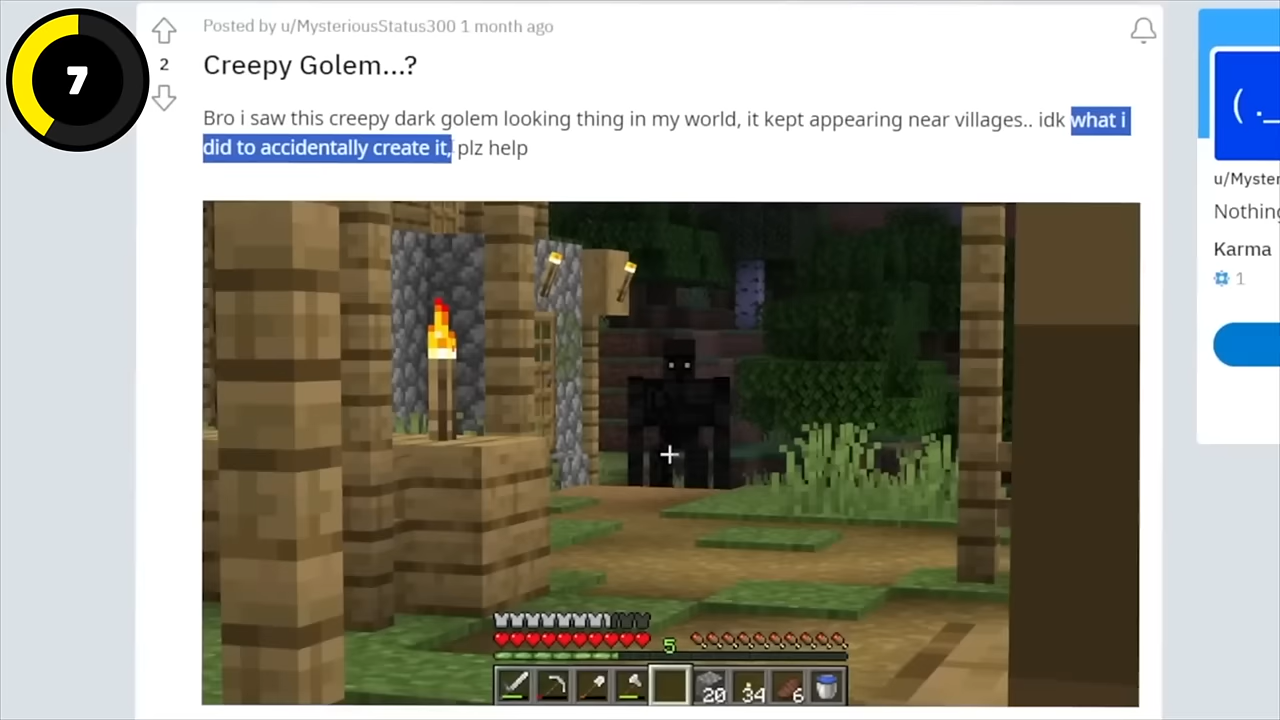 7
Posted by u/MysteriousStatus300 1 month ago
2
Creepy Golem...?
Bro i saw this creepy dark golem looking thing in my world, it kept appearing near villages.. idk what i
did to accidentally create it, plz help
( ._
u/Myster
Nothing
Karma
1
5
20 34 6